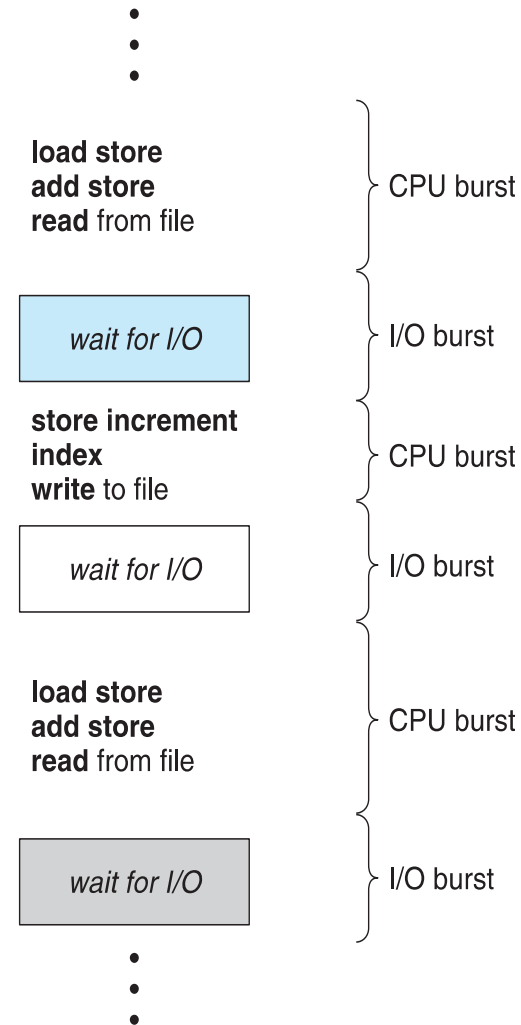 load store
add store
read from file
CPU burst
wait for I/O
I/O burst
store increment
index
write to file
CPU burst
wait for I/O
I/O burst
load store
add store
read from file
CPU burst
wait for I/O
I/O burst